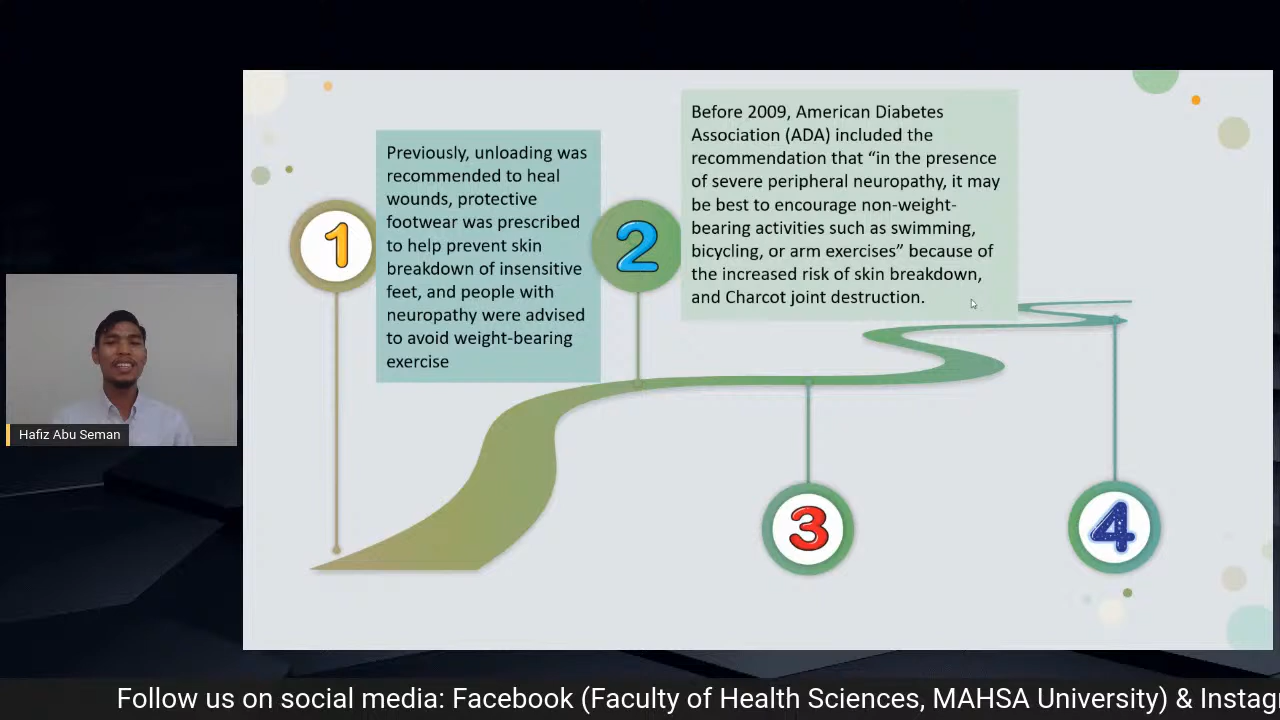 1
Previously, unloading was
recommended to heal
wounds, protective
footwear was prescribed
to help prevent skin
breakdown of insensitive
feet, and people with
neuropathy were advised
to avoid weight-bearing
exercise
2
Before 2009, American Diabetes
Association (ADA) included the
recommendation that “in the presence
of severe peripheral neuropathy, it may
be best to encourage non-weight-
bearing activities such as swimming,
bicycling, or arm exercises” because of
the increased risk of skin breakdown,
and Charcot joint destruction.
3
4
Hafiz Abu Seman
Follow us on social media: Facebook (Faculty of Health Sciences, MAHSA University) & Instag